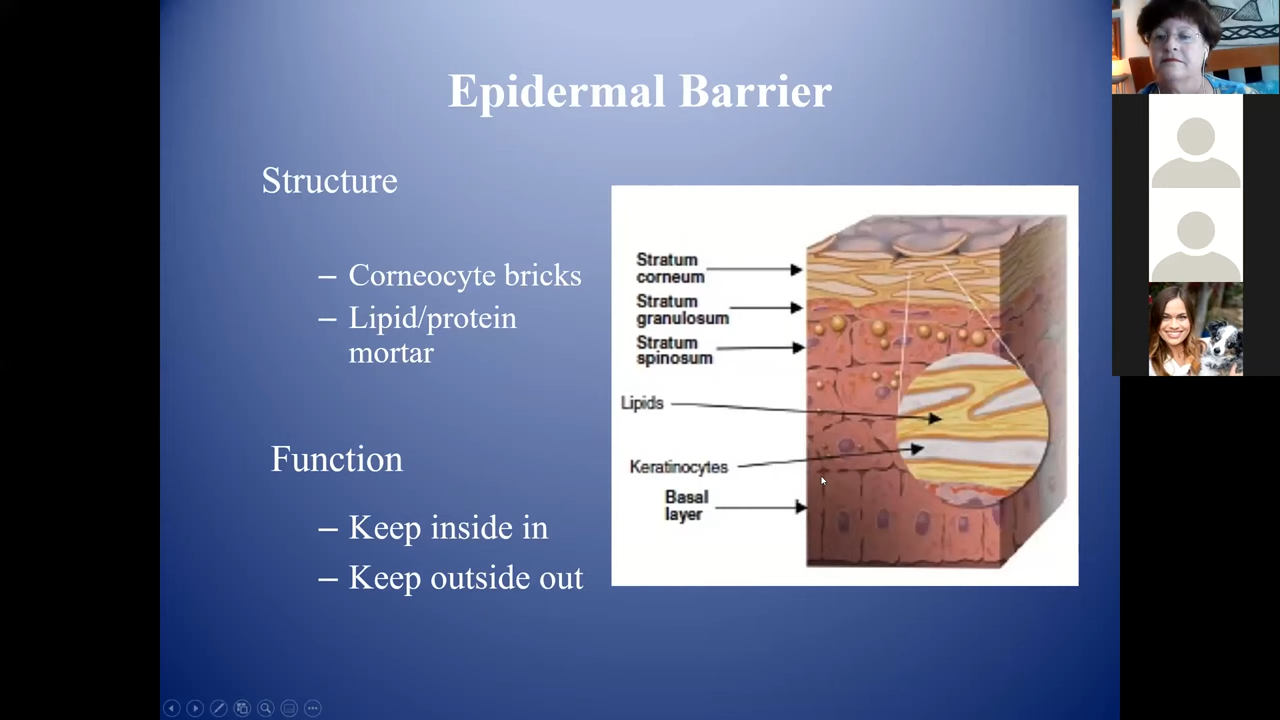 Epidermal Barrier
Structure
– Corneocyte bricks
– Lipid/protein
mortar
Function
– Keep inside in
– Keep outside out
Stratum
corneum
Stratum
granulosum
Stratum
spinosum
Lipids
Keratinocytes
Basal
layer